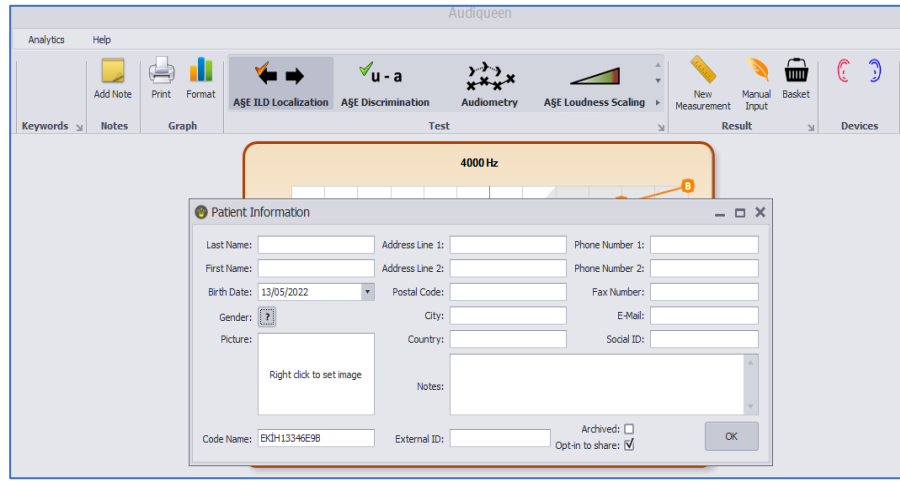 Audiqueen
Analytics Help
Add Note Print Format A§E ILD Localization A§E Discrimination Audiometry A§E Loudness Scaling New Measurement Manual Input Basket
u - a
Keywords Notes Graph Test Result Devices
4000 Hz
B
Patient Information
Last Name: Address Line 1: Phone Number 1:
First Name: Address Line 2: Phone Number 2:
Birth Date: 13/05/2022 Postal Code: Fax Number:
Gender: ? City: E-Mail:
Picture: Country: Social ID:
Right click to set image
Notes:
Archived:
Code Name: EKİH13346E9B External ID: Opt-in to share: OK